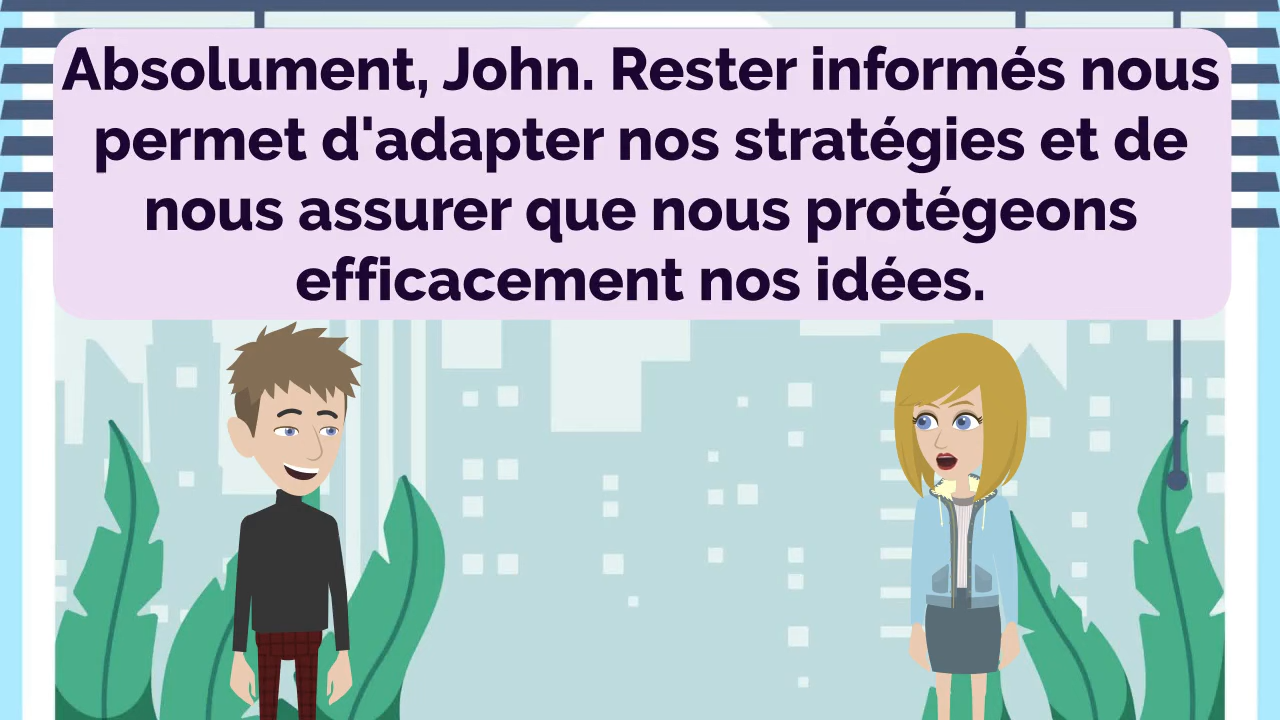 Absolument, John. Rester informés nous
permet d'adapter nos stratégies et de
nous assurer que nous protégeons
efficacement nos idées.